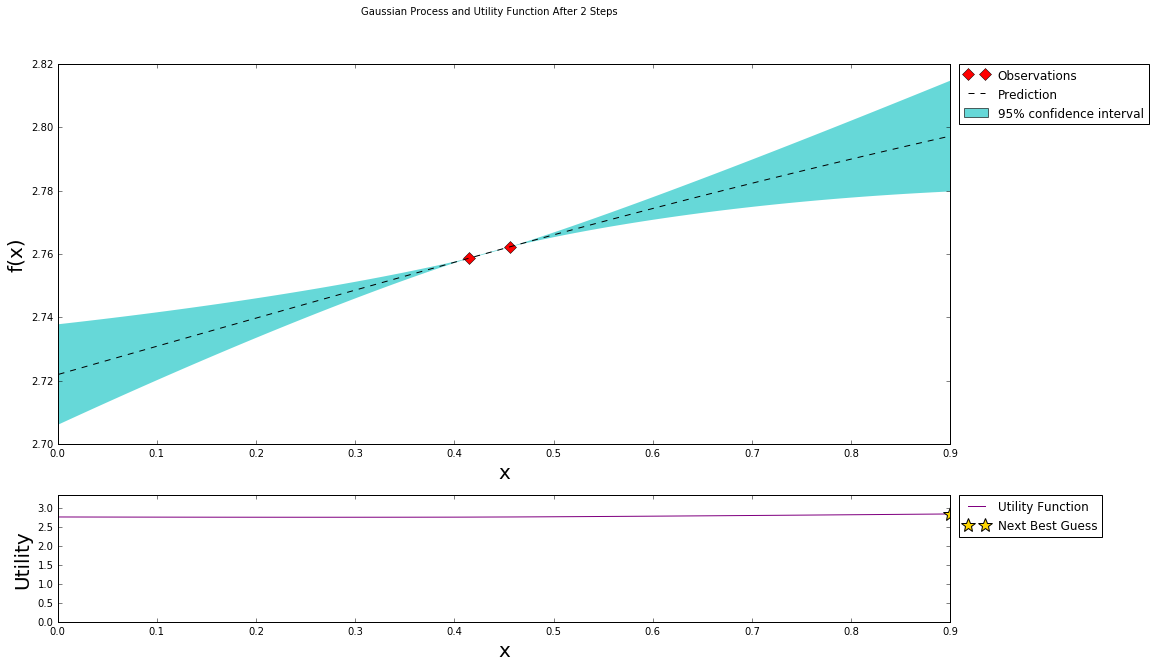 Gaussian Process and Utility Function After 2 Steps
2.82
2.80
2.78
2.76
2.74
2.72
2.70
f(x)
0.0 0.1 0.2 0.3 0.4 0.5 0.6 0.7 0.8 0.9
x
Observations
Prediction
95% confidence interval
3.0
2.5
2.0
1.5
1.0
0.5
0.0
Utility
0.0 0.1 0.2 0.3 0.4 0.5 0.6 0.7 0.8 0.9
x
Utility Function
Next Best Guess